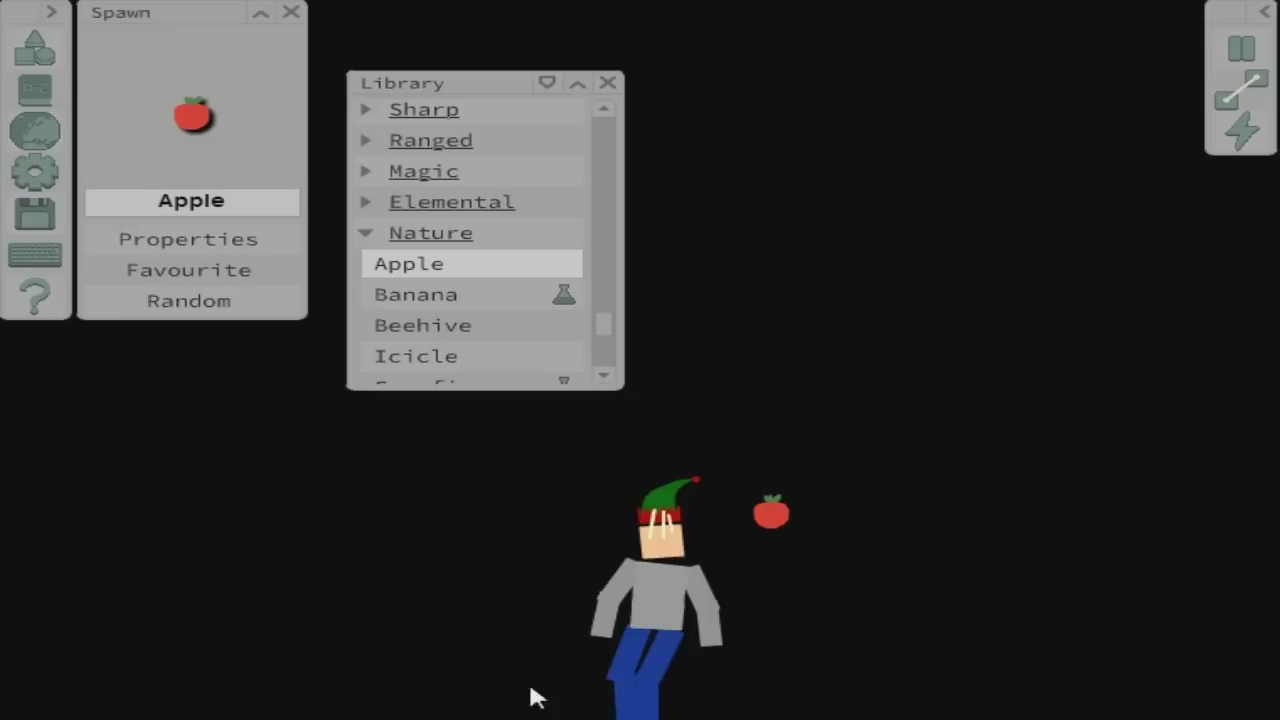 Spawn
Apple
Properties
Favourite
Random
Library
Sharp
Ranged
Magic
Elemental
Nature
Apple
Banana
Beehive
Icicle